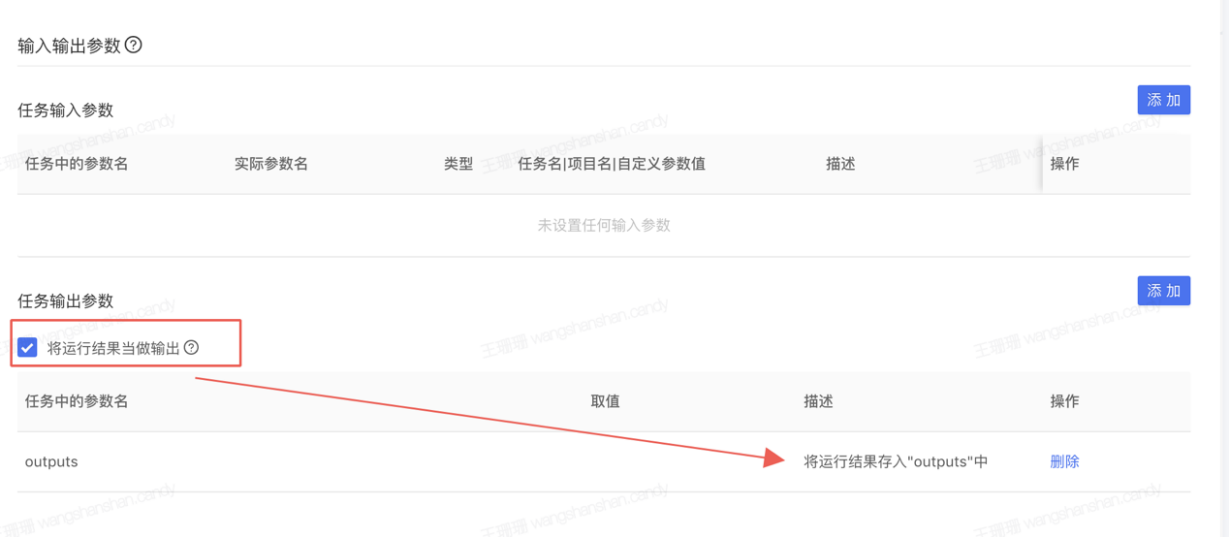 输入输出参数
任务输入参数
添加
任务中的参数名 实际参数名 类型 任务名|项目名|自定义参数值 描述 操作
未设置任何输入参数
任务输出参数
添加
将运行结果当做输出
任务中的参数名 取值 描述 操作
outputs 将运行结果存入"outputs"中 删除
王珊珊 wangshanshan.candy